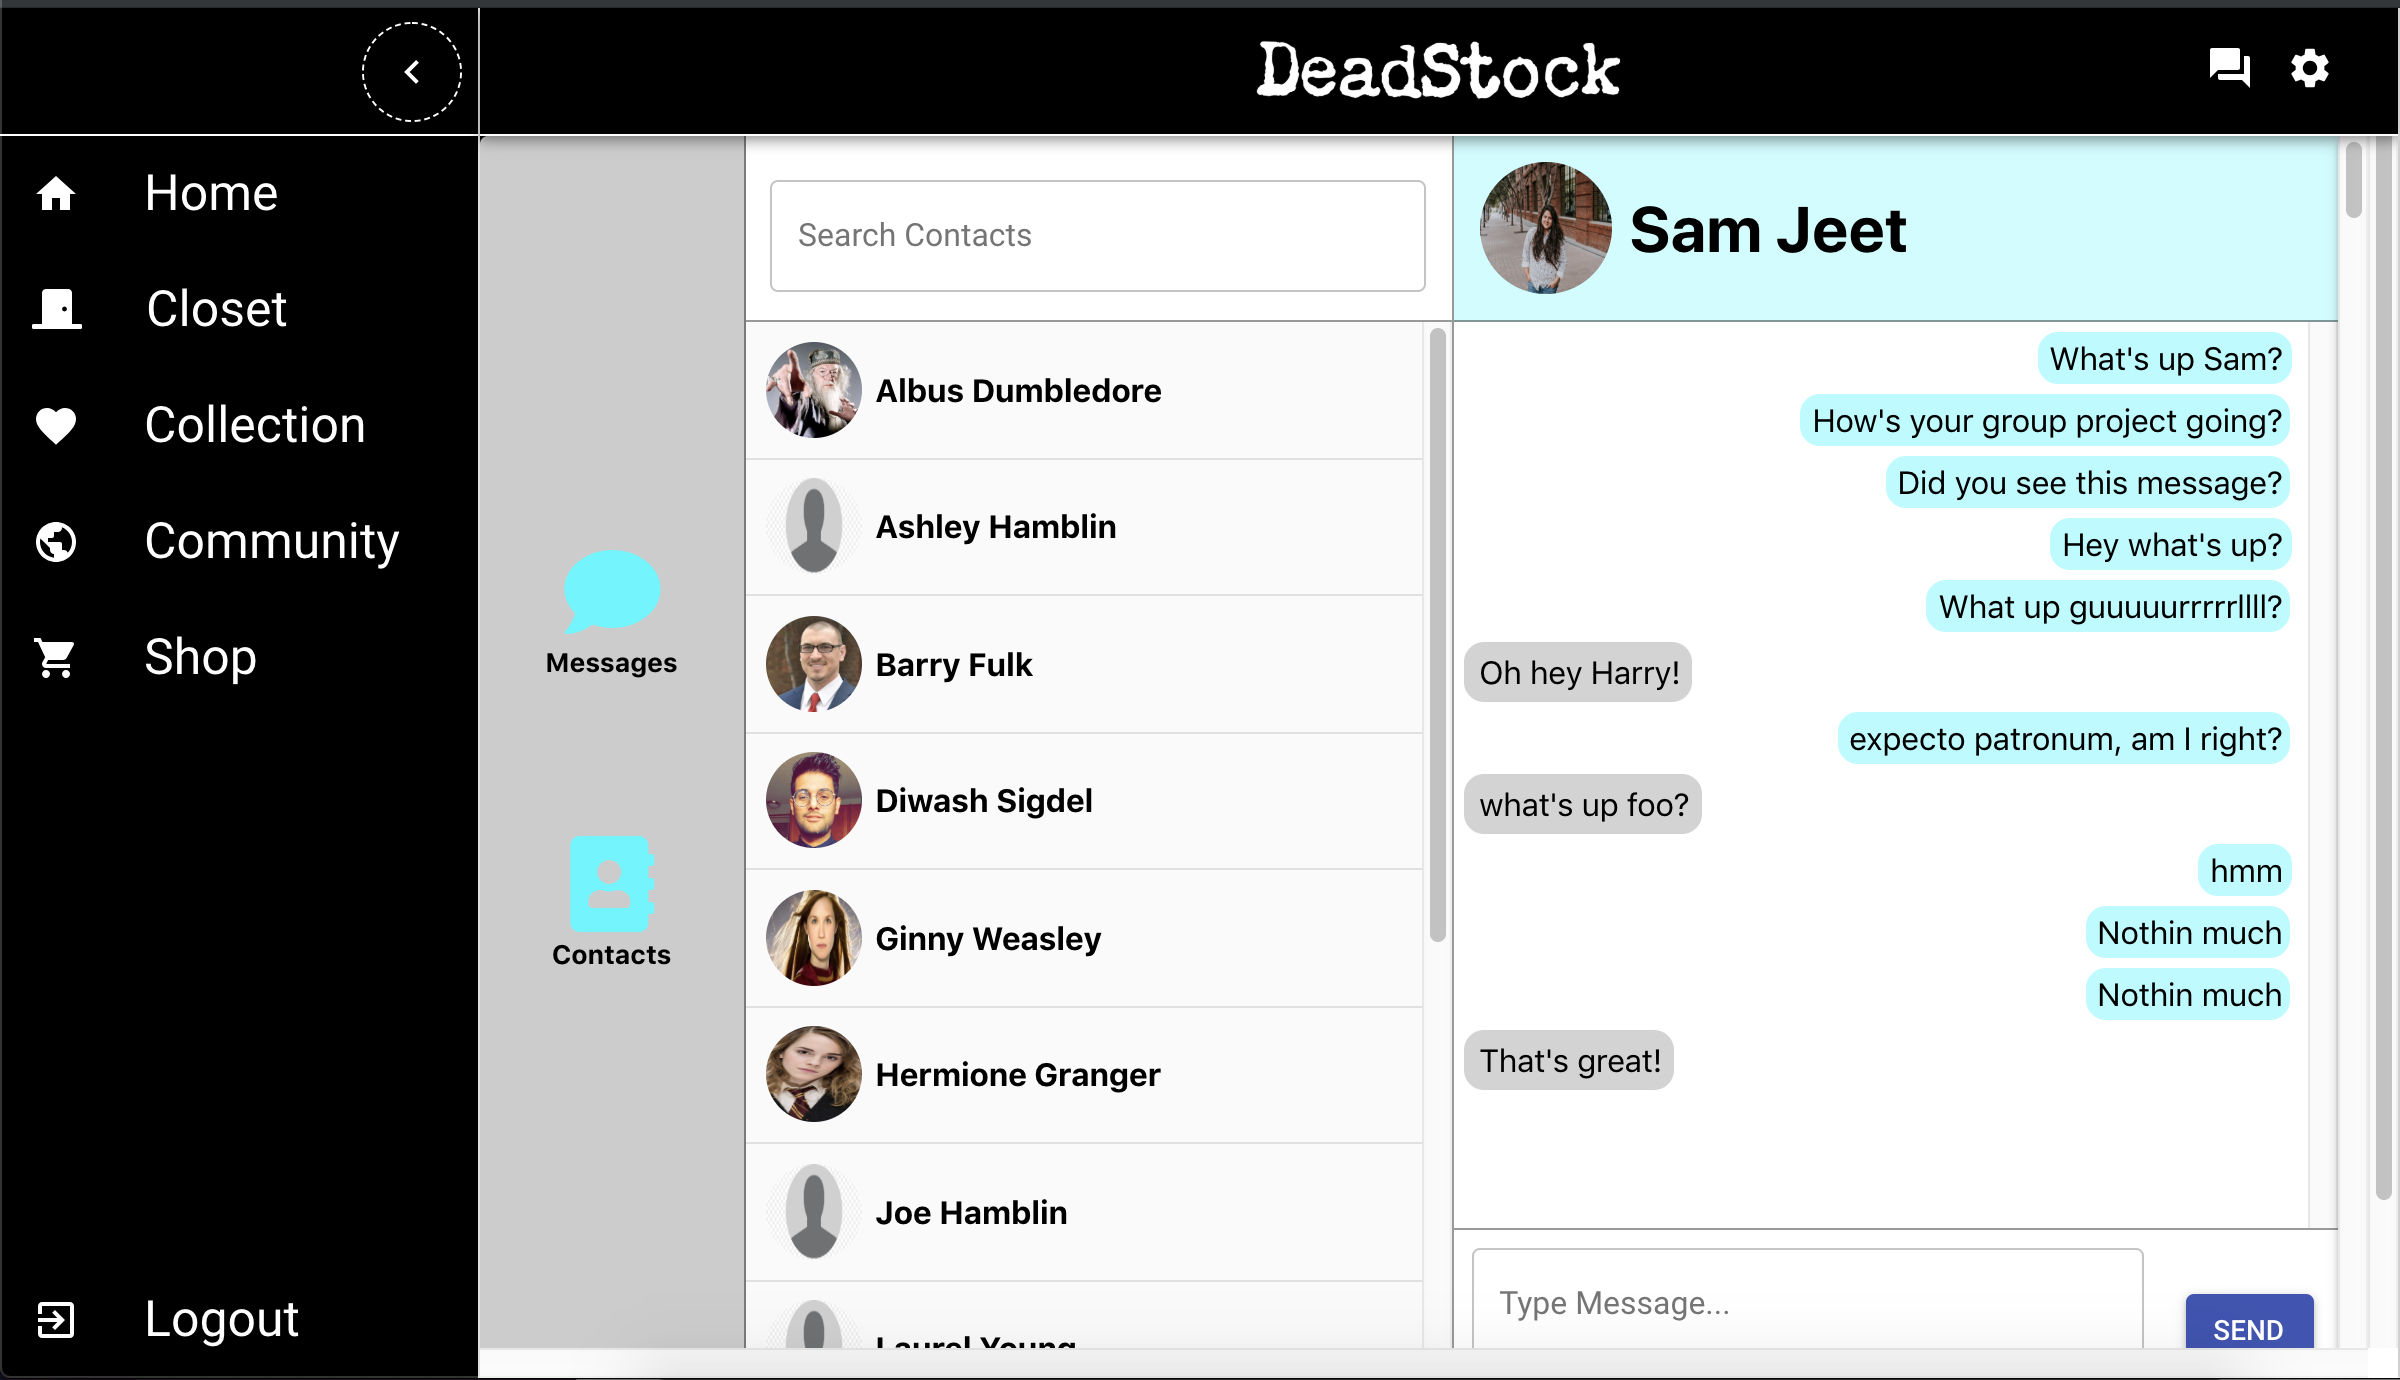 DeadStock
Home
Closet
Collection
Community
Shop
Logout
Messages
Contacts
Search Contacts
Albus Dumbledore
Ashley Hamblin
Barry Fulk
Diwash Sigdel
Ginny Weasley
Hermione Granger
Joe Hamblin
Laurel Young
Sam Jeet
What's up Sam?
How's your group project going?
Did you see this message?
Hey what's up?
What up guuuuurrrrrllll?
Oh hey Harry!
expecto patronum, am I right?
what's up foo?
hmm
Nothin much
Nothin much
That's great!
Type Message...
SEND